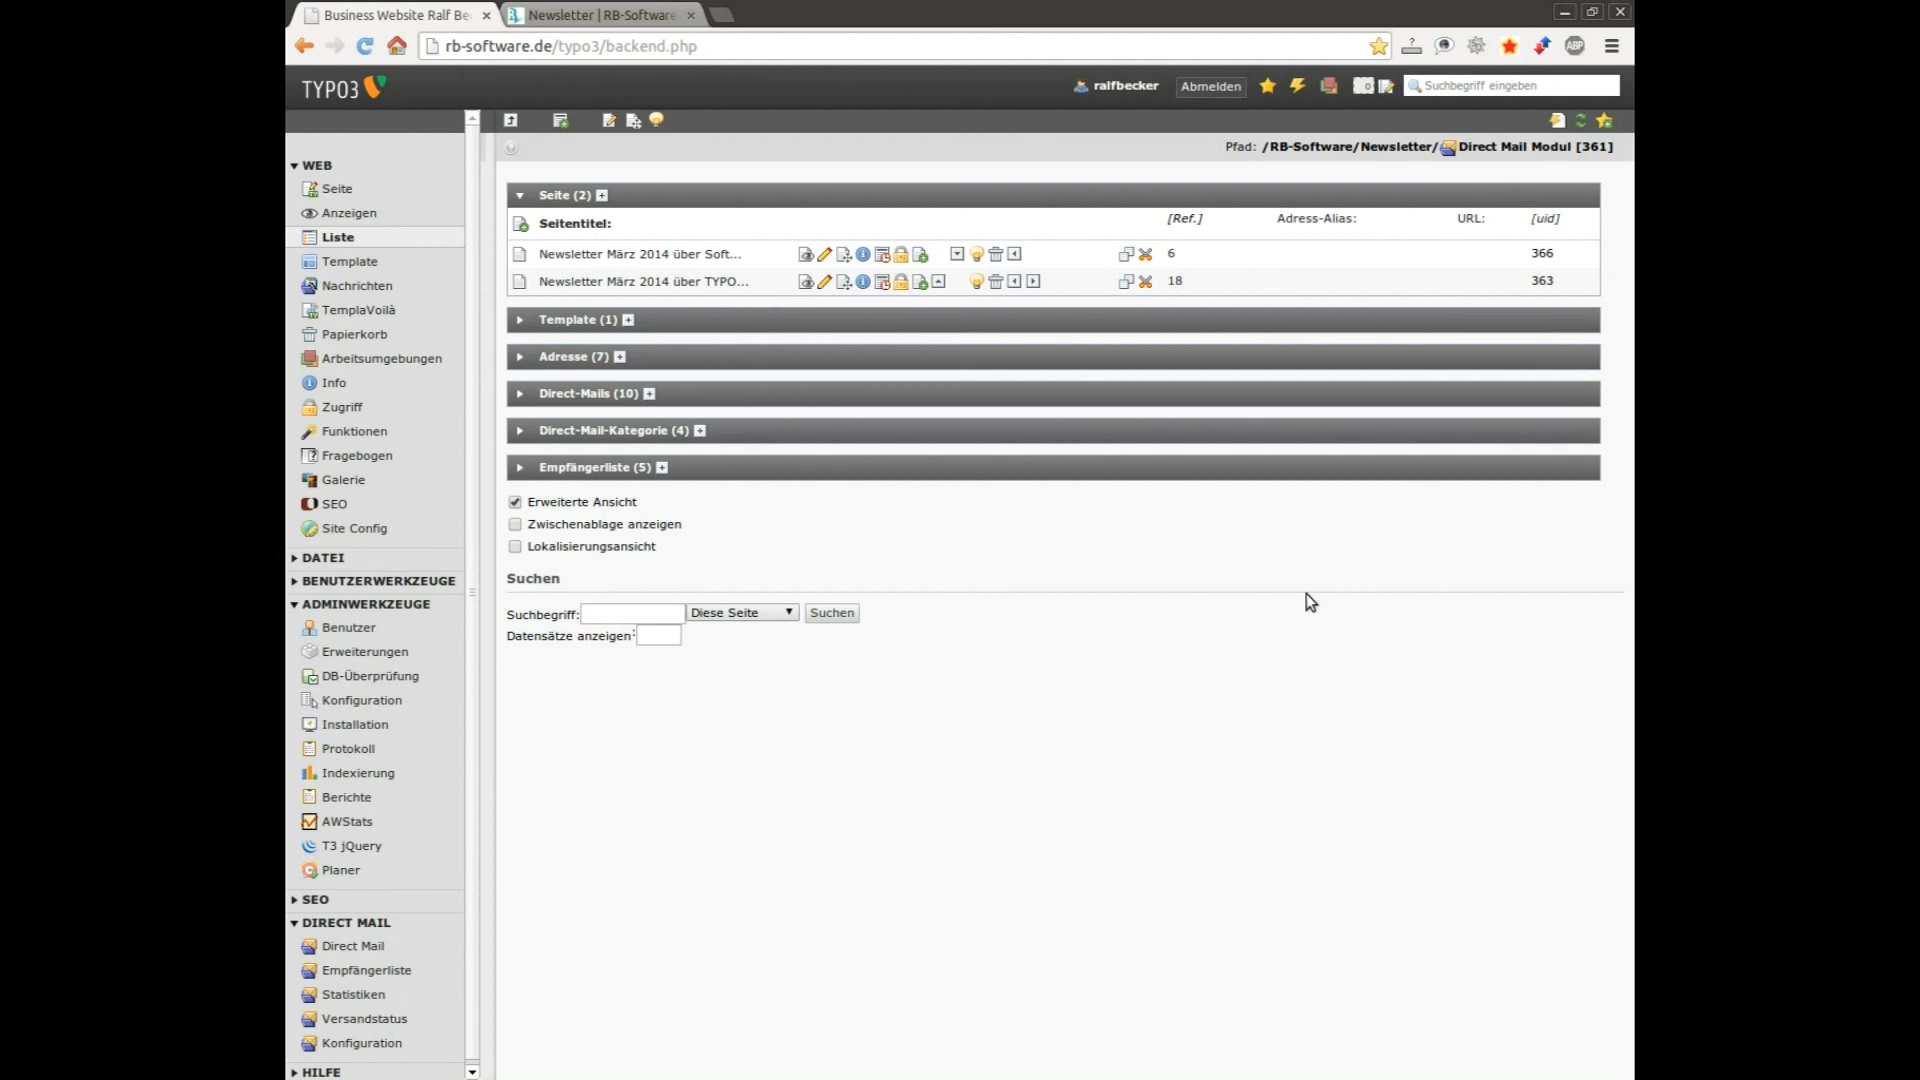 Business Website Ralf Be
Newsletter | RB-Software
rb-software.de/typo3/backend.php
ABP
TYPO3
ralfbecker
Abmelden
0
Suchbegriff eingeben
Pfad: /RB-Software/Newsletter/ Direct Mail Modul [361]
WEB
Seite
Anzeigen
Liste
Template
Nachrichten
TemplaVoilà
Papierkorb
Arbeitsumgebungen
Info
Zugriff
Funktionen
Fragebogen
Galerie
SEO
Site Config
DATEI
BENUTZERWERKZEUGE
ADMINWERKZEUGE
Benutzer
Erweiterungen
DB-Überprüfung
Konfiguration
Installation
Protokoll
Indexierung
Berichte
AWStats
T3 jQuery
Planer
SEO
DIRECT MAIL
Direct Mail
Empfängerliste
Statistiken
Versandstatus
Konfiguration
HILFE
Seite (2)
Seitentitel: [Ref.] Adress-Alias: URL: [uid]
Newsletter März 2014 über Soft... 6 366
Newsletter März 2014 über TYPO... 18 363
Template (1)
Adresse (7)
Direct-Mails (10)
Direct-Mail-Kategorie (4)
Empfängerliste (5)
Erweiterte Ansicht
Zwischenablage anzeigen
Lokalisierungsansicht
Suchen
Suchbegriff: Diese Seite Suchen
Datensätze anzeigen: